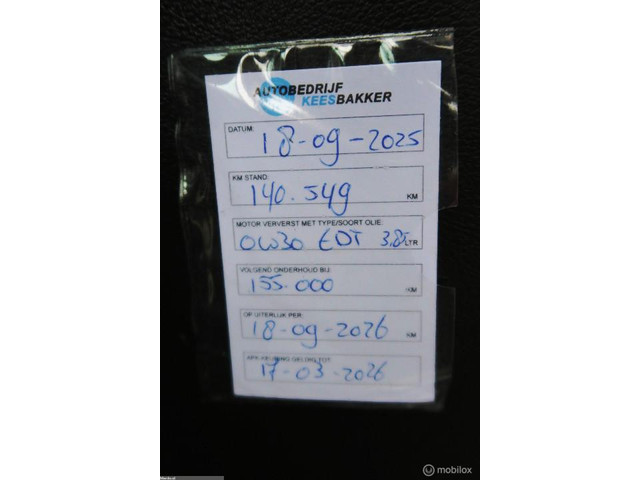 AUTOBEDRIJF
KEESBAKKER
DATUM:
18-09-2025
KM STAND:
140.549 KM
MOTOR VERVERST MET TYPE/SOORT OLIE:
0W30 EDT 3,8 LTR
VOLGEND ONDERHOUD BIJ:
155.000 KM
OP UITERLIJK PER:
18-09-2026 KM
APK KEURING GELDIG TOT:
17-03-2026
mobilox